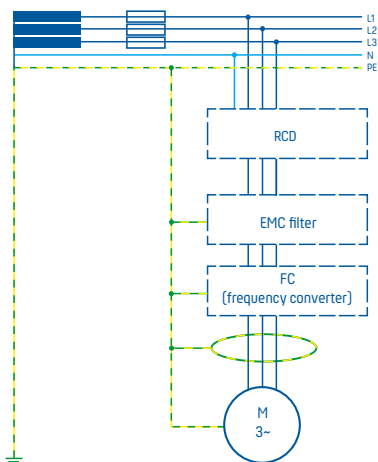 L1
L2
L3
N
PE
RCD
EMC filter
FC
(frequency converter)
M
3~